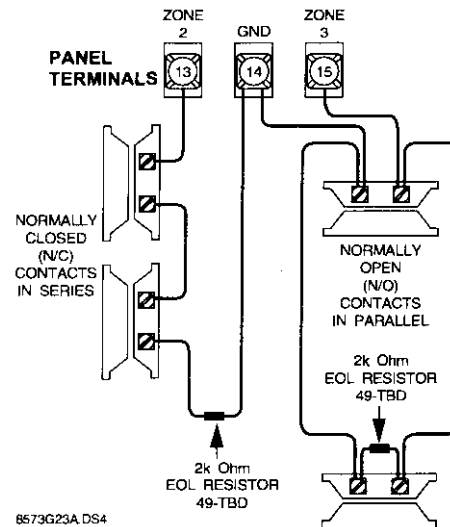 ZONE
2
GND
ZONE
3
PANEL
TERMINALS
13
14
15
NORMALLY
CLOSED
(N/C)
CONTACTS
IN SERIES
NORMALLY
OPEN
(N/O)
CONTACTS
IN PARALLEL
2k Ohm
EOL RESISTOR
49-TBD
2k Ohm
EOL RESISTOR
49-TBD
8573G23A.DS4